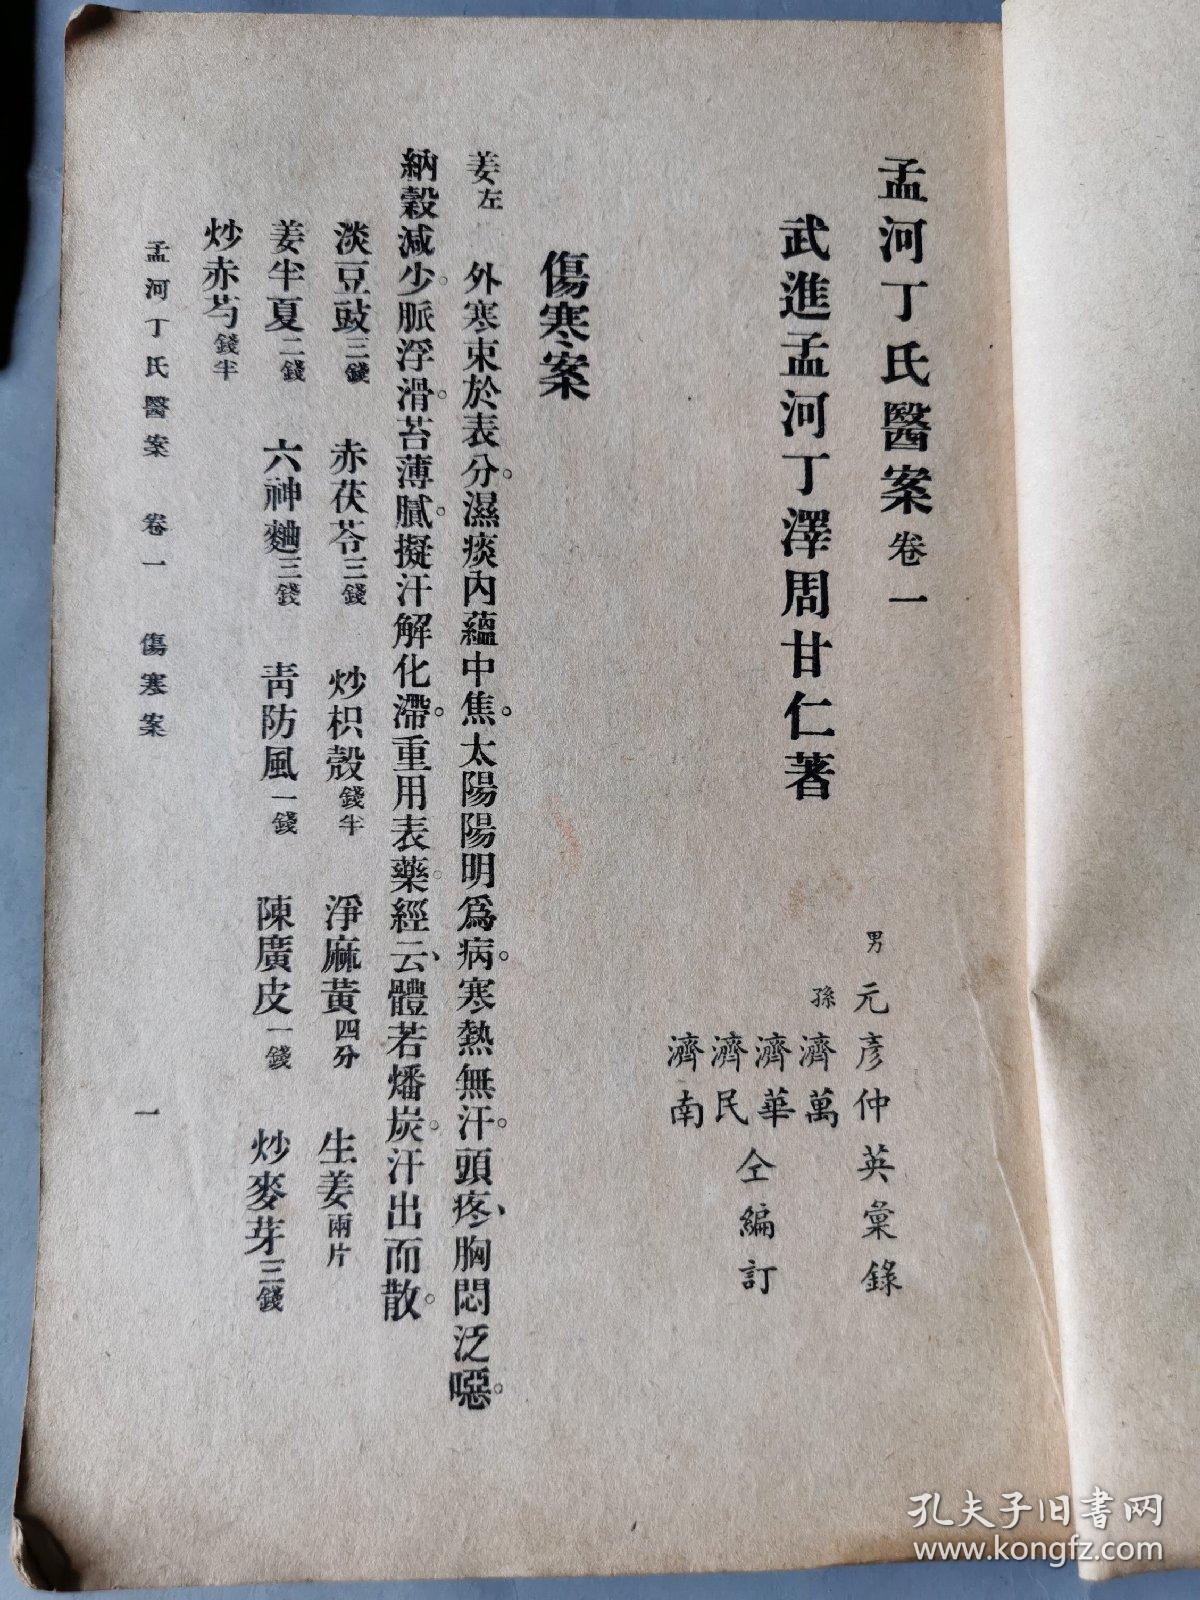 孟河丁氏醫案卷一
武進孟河丁澤周甘仁著
男元彥仲英彙錄
孫濟萬
濟華
濟民
濟南
仝編訂
傷寒案
姜左 外寒束於表分。濕痰內蘊中焦。太陽陽明爲病。寒熱無汗。頭疼、胸悶泛噁。
納穀減少。脈浮滑。苔薄膩。擬汗解化滯。重用表藥。經云、體若燔炭。汗出而散。
淡豆豉三錢 赤茯苓三錢 炒枳殼錢半 淨麻黃四分 生姜兩片
姜半夏二錢 六神麯三錢 青防風一錢 陳廣皮一錢 炒麥芽三錢
炒赤芍錢半
孟河丁氏醫案 卷一 傷寒案 一
孔夫子旧书网
www.kongfz.com